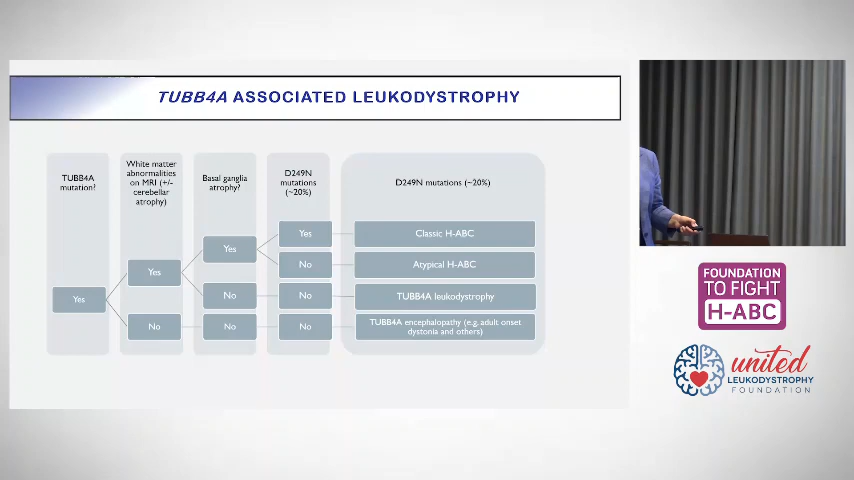 TUBB4A ASSOCIATED LEUKODYSTROPHY
TUBB4A
mutation?
White matter
abnormalities
on MRI (+/-
cerebellar
atrophy)
Basal ganglia
atrophy?
D249N
mutations
(~20%)
D249N mutations (~20%)
Yes
Classic H-ABC
Yes
No
Atypical H-ABC
Yes
Yes
No
No
TUBB4A leukodystrophy
No
No
No
TUBB4A encephalopathy (e.g, adult onset
dystonia and others)
FOUNDATION
TO FIGHT
H-ABC
united
LEUKODYSTROPHY
FOUNDATION